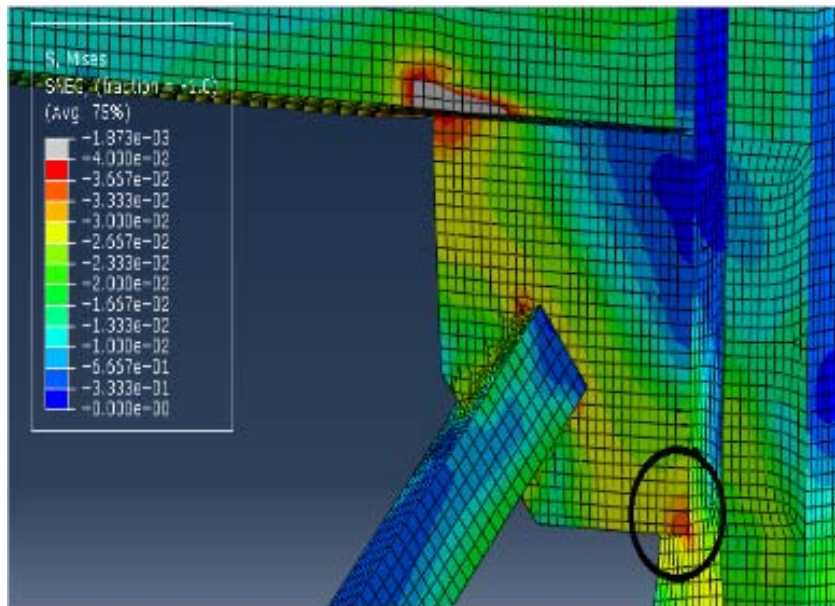 S, Mises
SNEG (fraction = -1.0)
(Avg 75%)
-1.873e-03
-4.000e-02
-3.667e-02
-3.333e-02
-3.000e-02
-2.667e-02
-2.333e-02
-2.000e-02
-1.667e-02
-1.333e-02
-1.000e-02
-6.667e-01
-3.333e-01
-0.000e-00